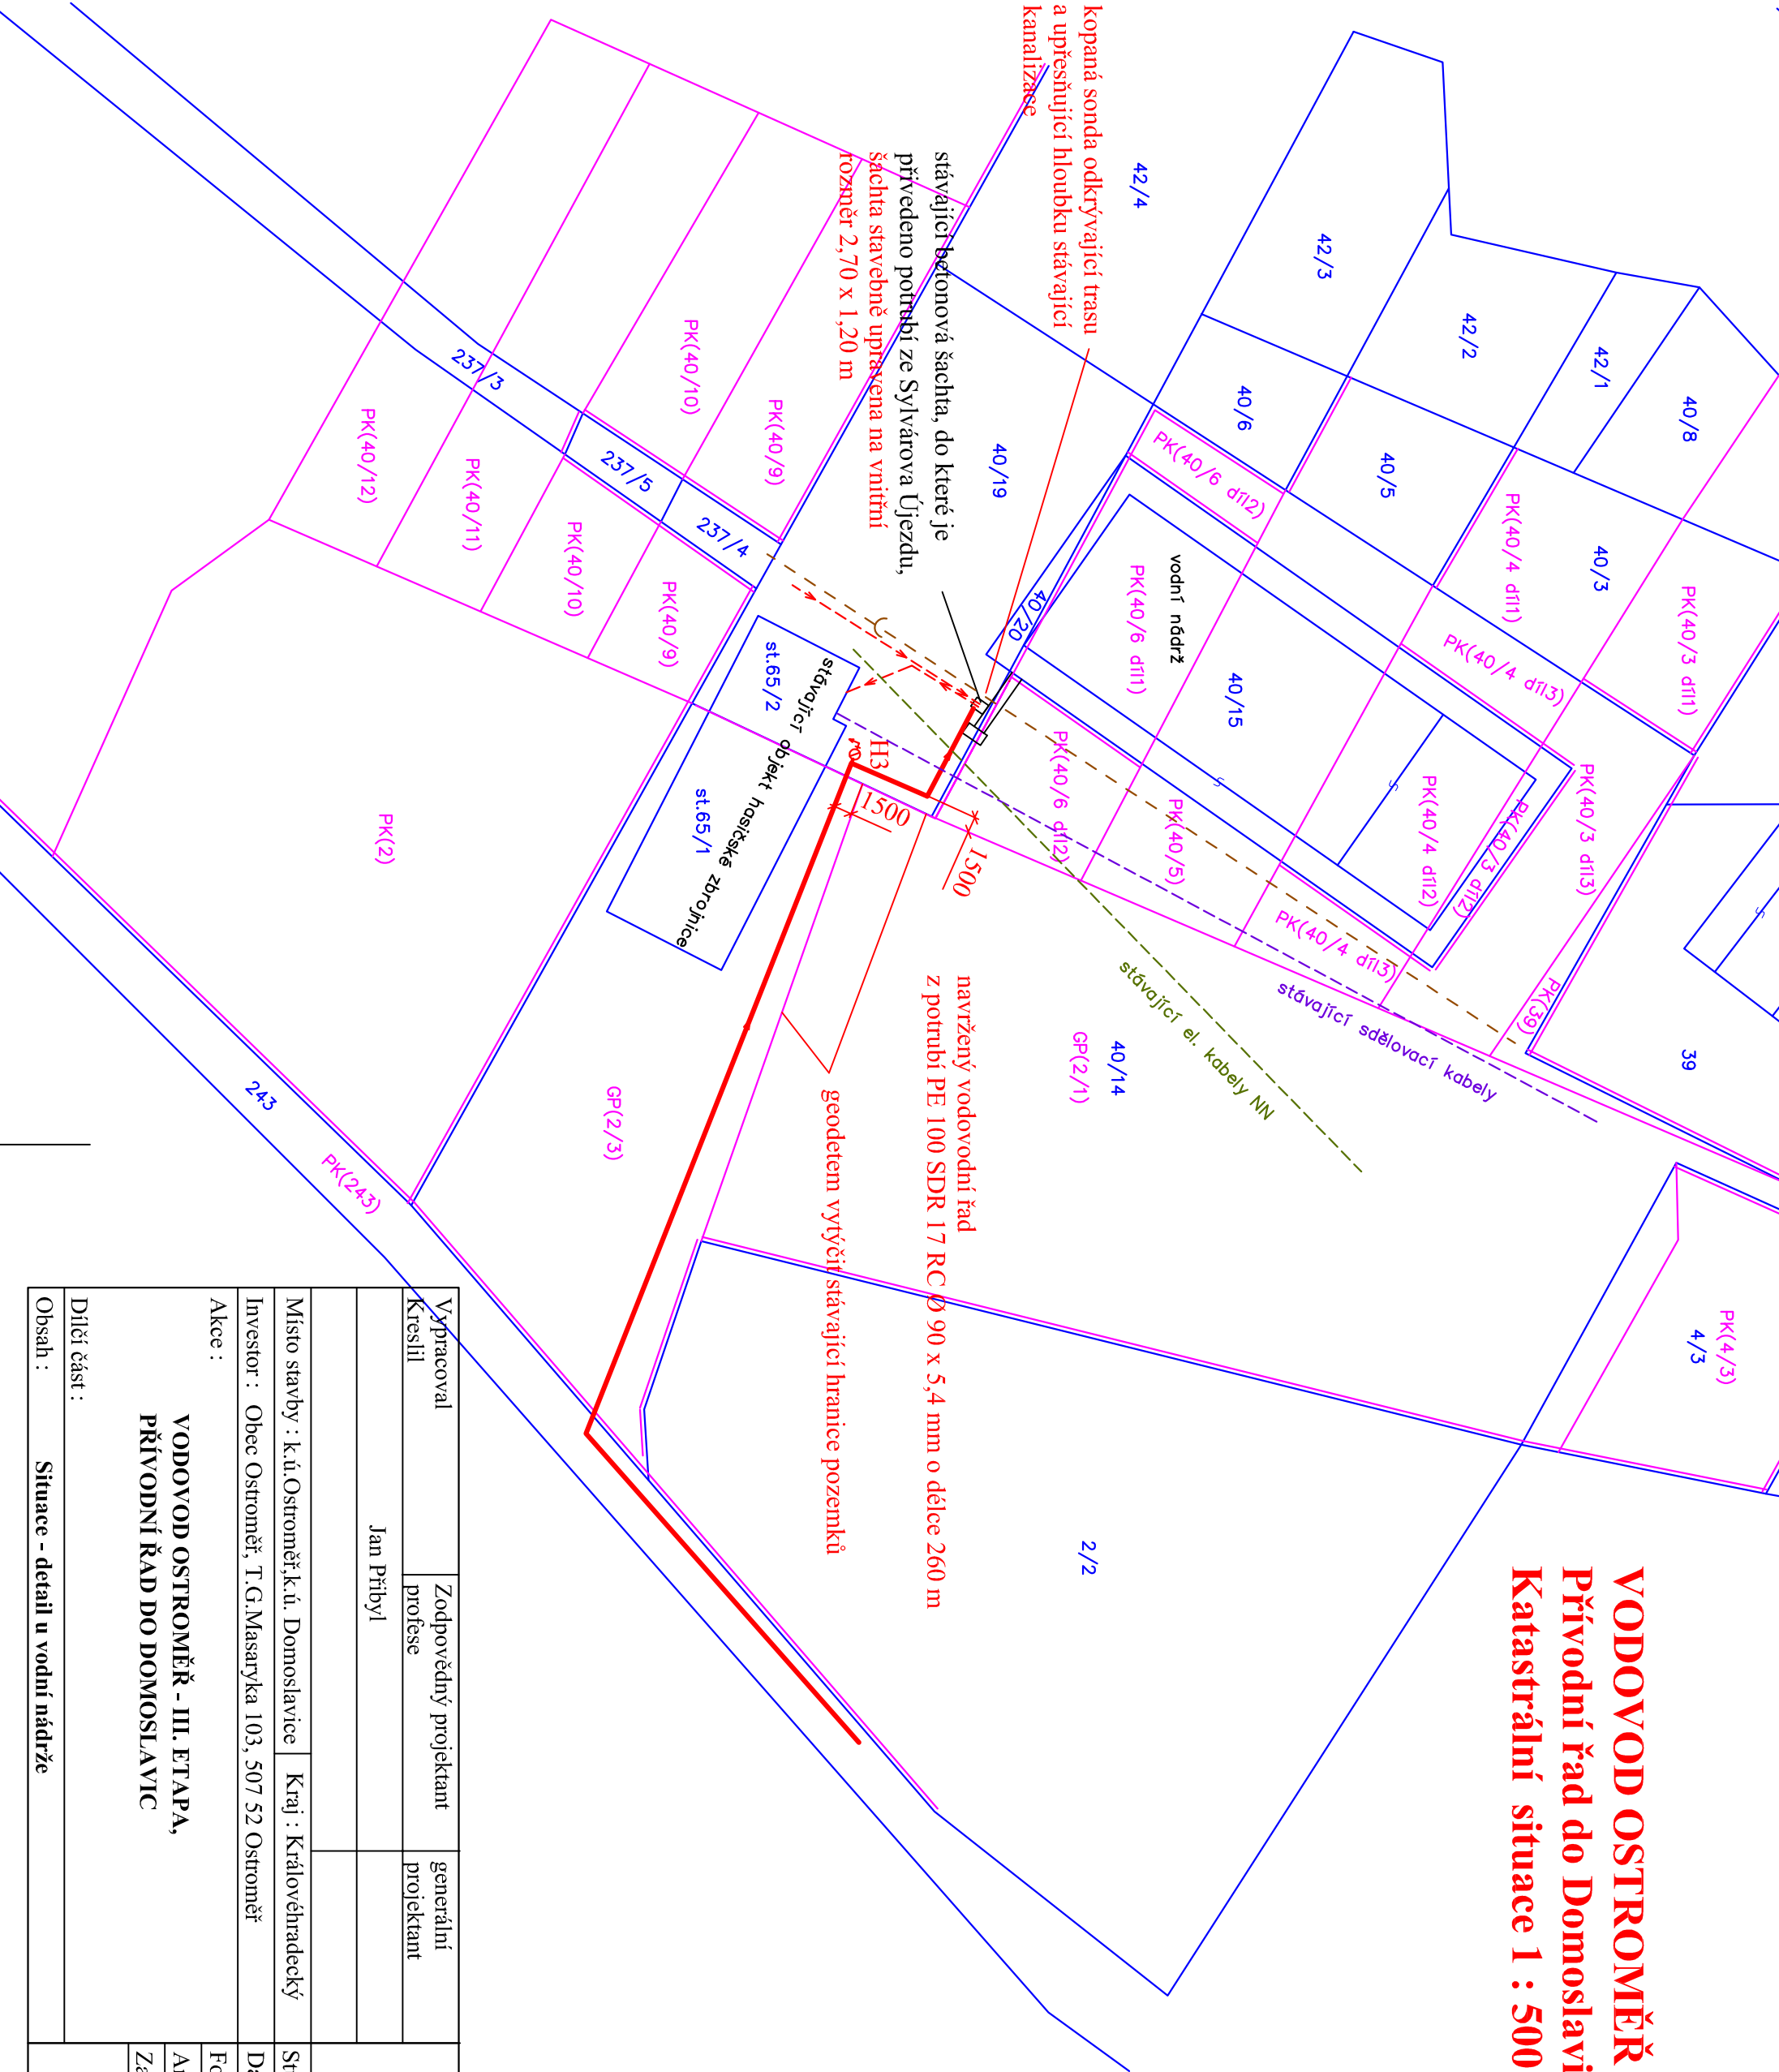 VODOVOD OSTROMĚŘ
Přívodní řad do Domoslavi
Katastrální situace 1 : 500
kopaná sonda odkrývající trasu
a upřesňující hloubku stávající
kanalizace
stávající betonová šachta, do které je
přivedeno potrubí ze Sylvárova Újezdu,
šachta stavebně upravena na vnitřní
rozměr 2,70 x 1,20 m
navržený vodovodní řad
z potrubí PE 100 SDR 17 RC Ø 90 x 5,4 mm o délce 260 m
geodetem vytýčit stávající hranice pozemků
stávající el. kabely NN
stávající sdělovací kabely
stávající objekt hasičské zbrojnice
vodní nádrž
H3
1500
1500
42/4
42/3
42/2
42/1
40/8
40/6
40/5
40/3
40/19
40/20
40/15
40/14
GP(2/1)
39
PK(39)
PK(4/3)
4/3
2/2
PK(40/6 díl2)
PK(40/4 díl1)
PK(40/3 díl1)
PK(40/6 díl1)
PK(40/4 díl3)
PK(40/3 díl3)
PK(40/3 díl2)
PK(40/4 díl2)
PK(40/6 díl2)
PK(40/5)
PK(40/4 díl3)
PK(40/9)
PK(40/10)
PK(40/9)
PK(40/10)
PK(40/11)
PK(40/12)
237/3
237/5
237/4
st.65/2
st.65/1
PK(2)
GP(2/3)
243
PK(243)
Vypracoval
Kreslil
Zodpovědný projektant
profese
generální
projektant
Jan Přibyl
Místo stavby : k.ú.Ostroměř,k.ú. Domoslavice
Kraj : Královéhradecký
St
Investor : Obec Ostroměř, T.G.Masaryka 103, 507 52 Ostroměř
Da
Akce :
Fo
VODOVOD OSTROMĚŘ - III. ETAPA,
PŘÍVODNÍ ŘAD DO DOMOSLAVIC
Za
Dílčí část :
Obsah : Situace - detail u vodní nádrže